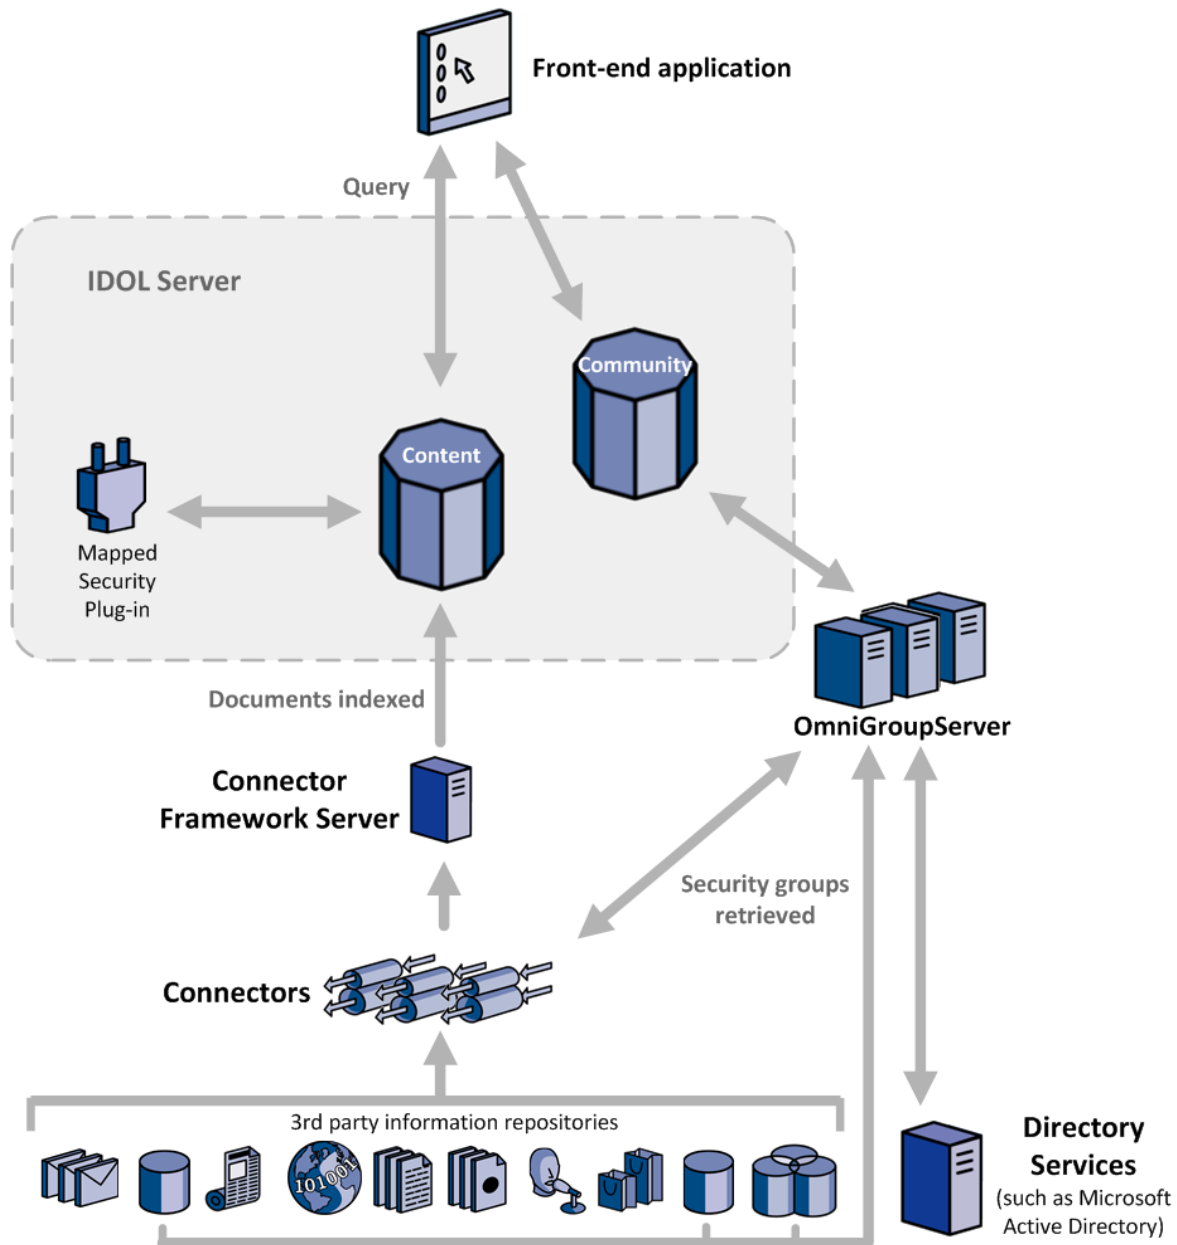 Front-end application
Query
IDOL Server
Community
Content
Mapped
Security
Plug-in
Documents indexed
OmniGroupServer
Connector
Framework Server
Security groups
retrieved
Connectors
3rd party information repositories
101001
Directory
Services
(such as Microsoft
Active Directory)